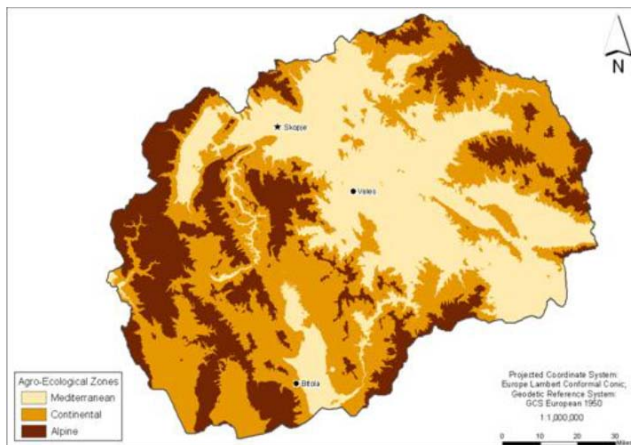 N
Skopje
Veles
Bitola
Agro-Ecological Zones
Mediterranean
Continental
Alpine
Projected Coordinate System:
Europe Lambert Conformal Conic;
Geodetic Reference System:
GCS European 1950
1:1,000,000
0 10 20 30
Miles